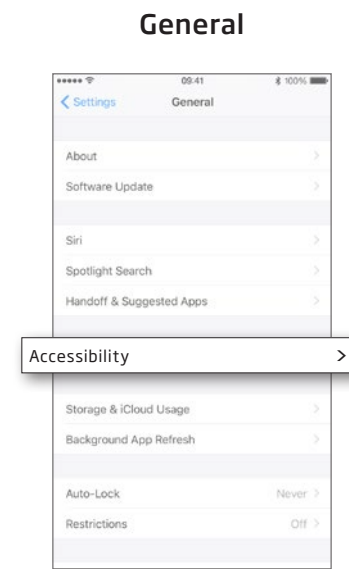 General
09:41 100%
Settings General
About
Software Update
Siri
Spotlight Search
Handoff & Suggested Apps
Accessibility
Storage & iCloud Usage
Background App Refresh
Auto-Lock Never
Restrictions Off